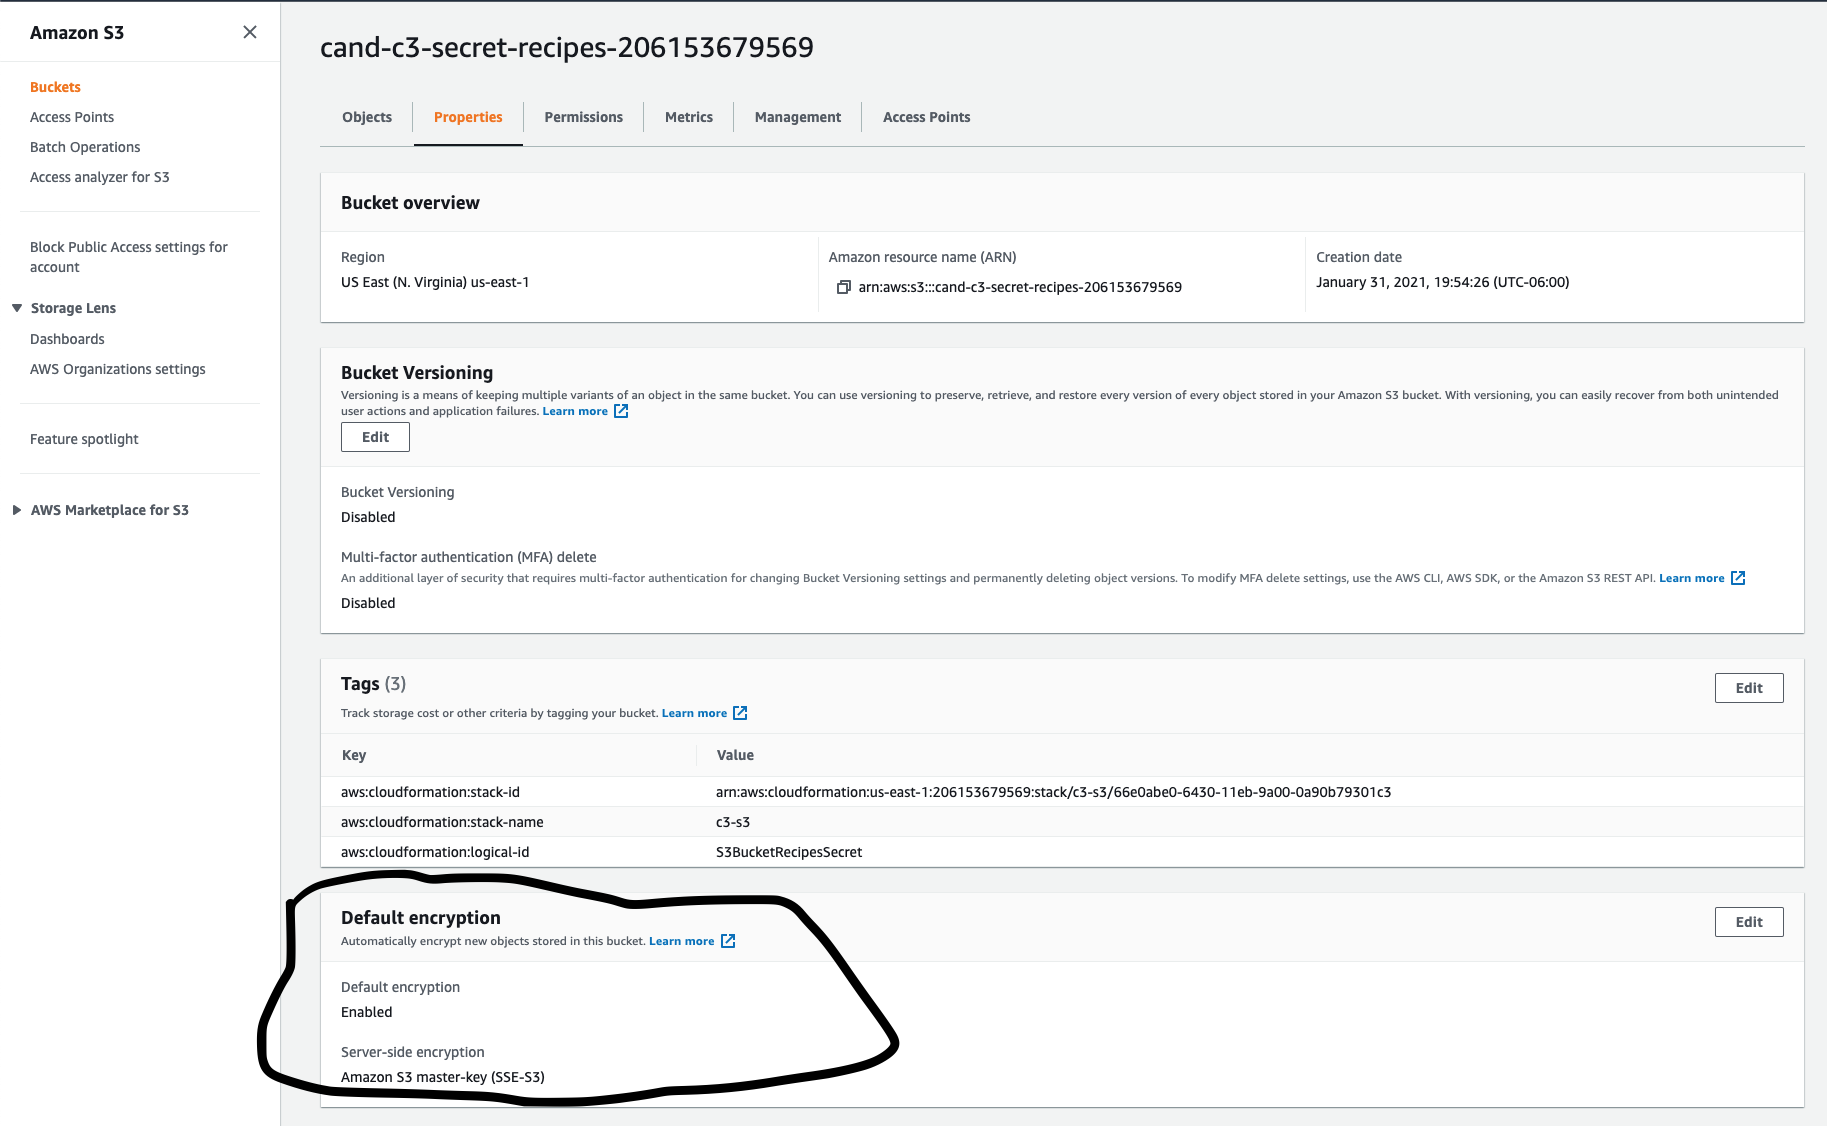 Amazon S3
Buckets
Access Points
Batch Operations
Access analyzer for S3
Block Public Access settings for
account
Storage Lens
Dashboards
AWS Organizations settings
Feature spotlight
AWS Marketplace for S3
cand-c3-secret-recipes-206153679569
Objects Properties Permissions Metrics Management Access Points
Bucket overview
Region
US East (N. Virginia) us-east-1
Amazon resource name (ARN)
arn:aws:s3:::cand-c3-secret-recipes-206153679569
Creation date
January 31, 2021, 19:54:26 (UTC-06:00)
Bucket Versioning
Versioning is a means of keeping multiple variants of an object in the same bucket. You can use versioning to preserve, retrieve, and restore every version of every object stored in your Amazon S3 bucket. With versioning, you can easily recover from both unintended
user actions and application failures. Learn more
Edit
Bucket Versioning
Disabled
Multi-factor authentication (MFA) delete
An additional layer of security that requires multi-factor authentication for changing Bucket Versioning settings and permanently deleting object versions. To modify MFA delete settings, use the AWS CLI, AWS SDK, or the Amazon S3 REST API. Learn more
Disabled
Tags (3)
Edit
Track storage cost or other criteria by tagging your bucket. Learn more
Key Value
aws:cloudformation:stack-id arn:aws:cloudformation:us-east-1:206153679569:stack/c3-s3/66e0abe0-6430-11eb-9a00-0a90b79301c3
aws:cloudformation:stack-name c3-s3
aws:cloudformation:logical-id S3BucketRecipesSecret
Default encryption
Edit
Automatically encrypt new objects stored in this bucket. Learn more
Default encryption
Enabled
Server-side encryption
Amazon S3 master-key (SSE-S3)